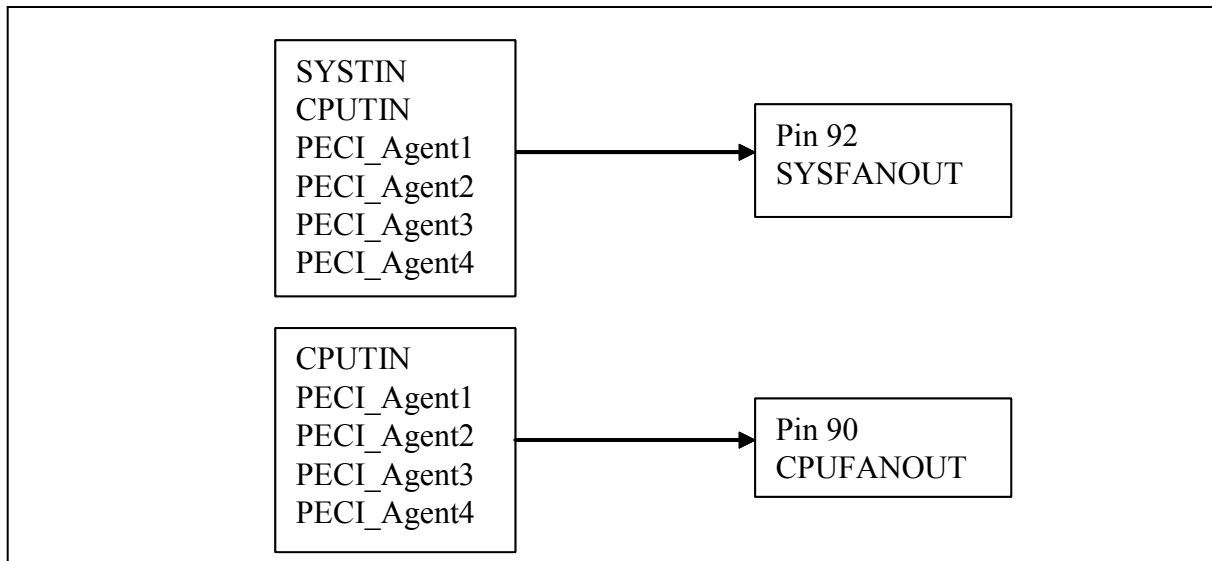 SYSTIN
CPUTIN
PECI_Agent1
PECI_Agent2
PECI_Agent3
PECI_Agent4
Pin 92
SYSFANOUT
CPUTIN
PECI_Agent1
PECI_Agent2
PECI_Agent3
PECI_Agent4
Pin 90
CPUFANOUT